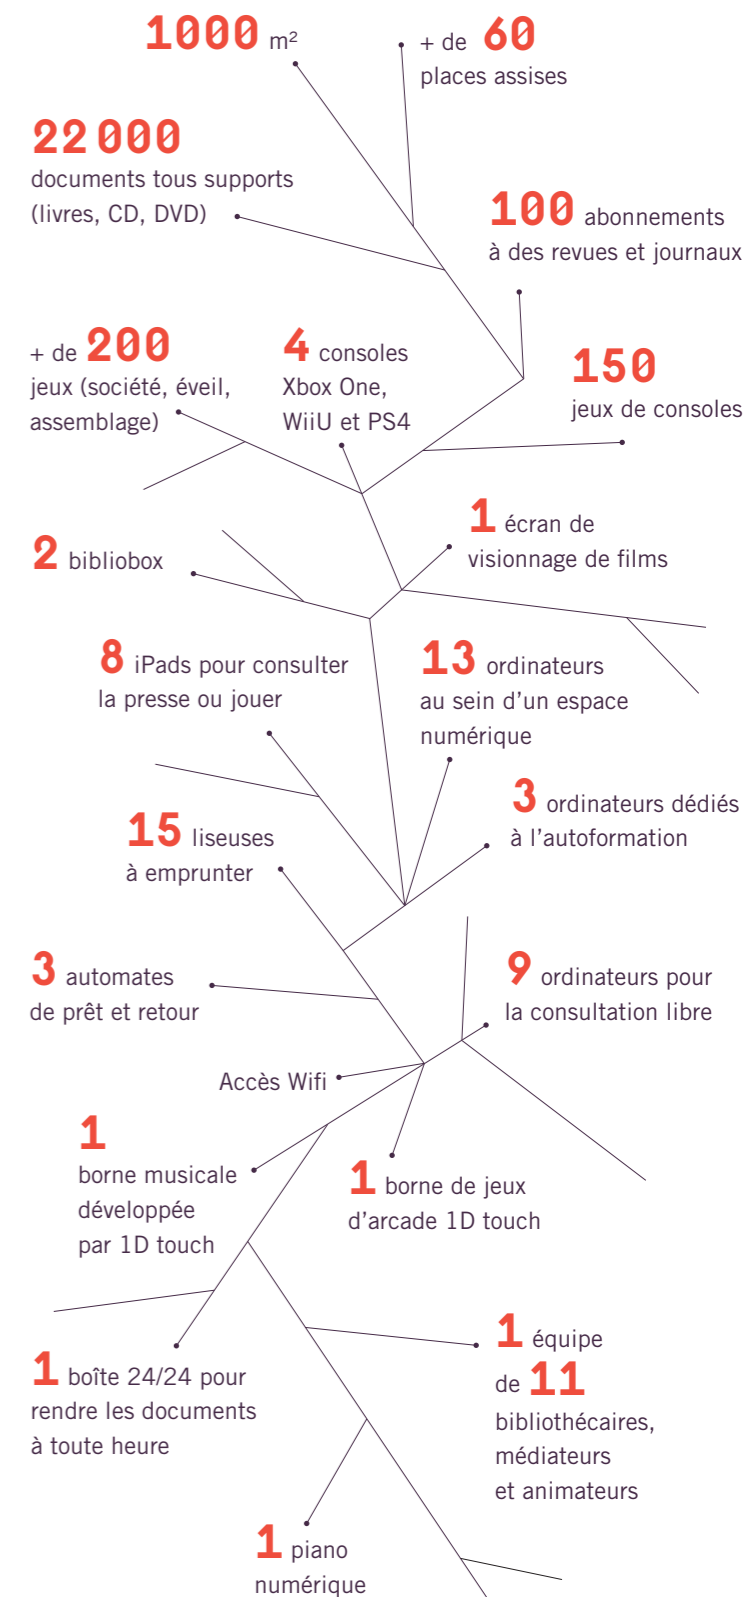 1000 m²
+ de 60
places assises
22 000
documents tous supports
(livres, CD, DVD)
100 abonnements
à des revues et journaux
+ de 200
jeux (société, éveil,
assemblage)
4 consoles
Xbox One,
WiiU et PS4
150
jeux de consoles
1 écran de
visionnage de films
2 bibliobox
8 iPads pour consulter
la presse ou jouer
13 ordinateurs
au sein d’un espace
numérique
3 ordinateurs dédiés
à l’autoformation
15 liseuses
à emprunter
3 automates
de prêt et retour
9 ordinateurs pour
la consultation libre
Accès Wifi
1
borne musicale
développée
par 1D touch
1 borne de jeux
d’arcade 1D touch
1 boîte 24/24 pour
rendre les documents
à toute heure
1 équipe
de 11
bibliothécaires,
médiateurs
et animateurs
1 piano
numérique